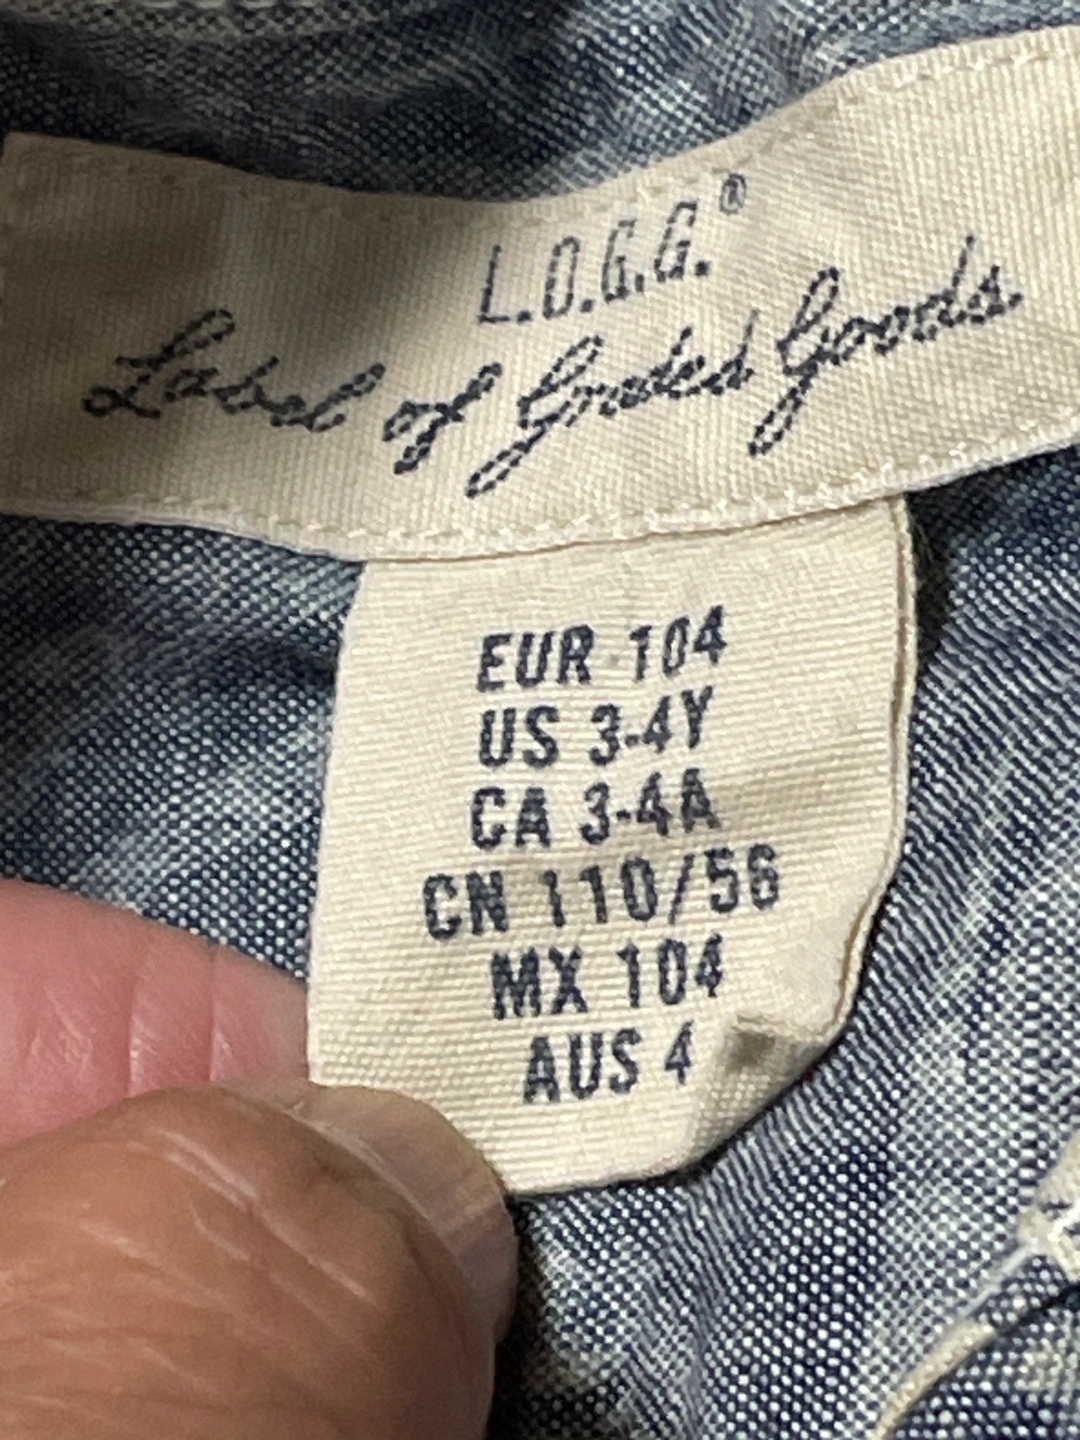 L.O.G.G.®
Label of Graded Goods.
EUR 104
US 3-4Y
CA 3-4A
CN 110/56
MX 104
AUS 4